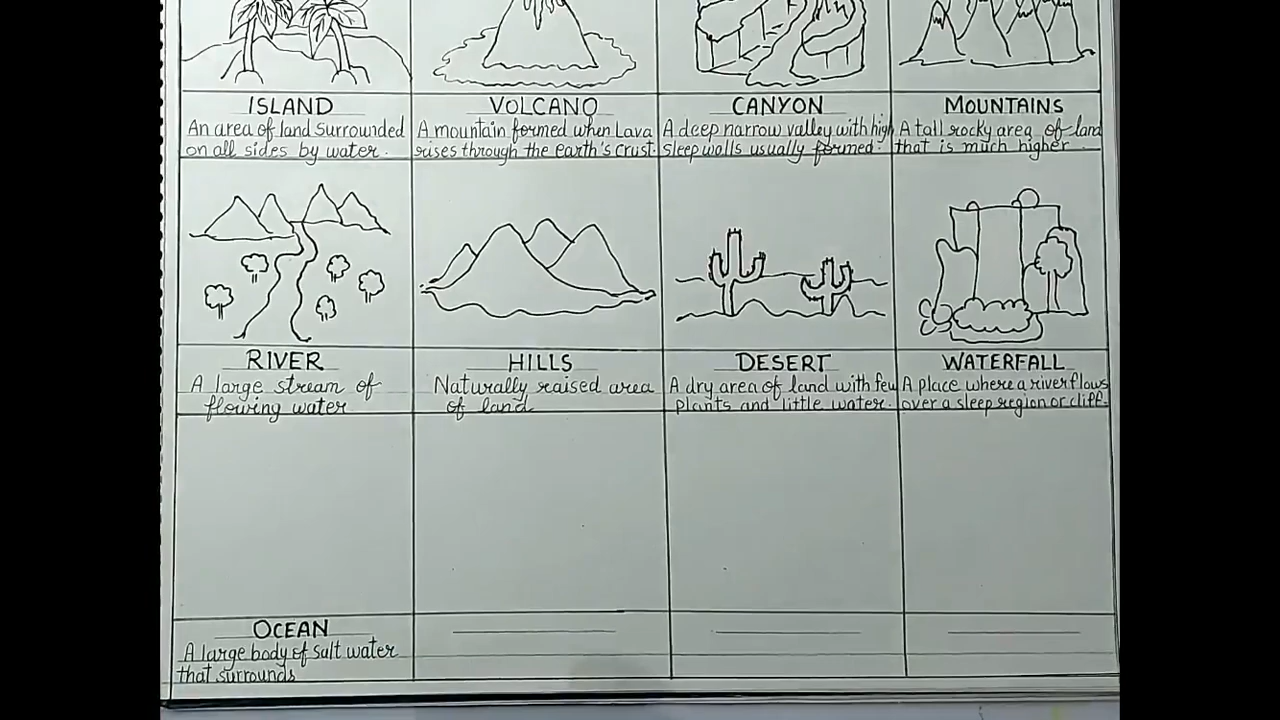 ISLAND
An area of land surrounded
on all sides by water.
VOLCANO
A mountain formed when Lava
rises through the earth's crust
CANYON
A deep narrow valley with high
sleep walls usually formed
MOUNTAINS
A tall rocky area of land
that is much higher.
RIVER
A large stream of
flowing water
HILLS
Naturally raised area
of land
DESERT
A dry area of land with few
plants and little water.
WATERFALL
A place where a river flows
over a sleep region or cliff.
OCEAN
A large body of salt water
that surrounds